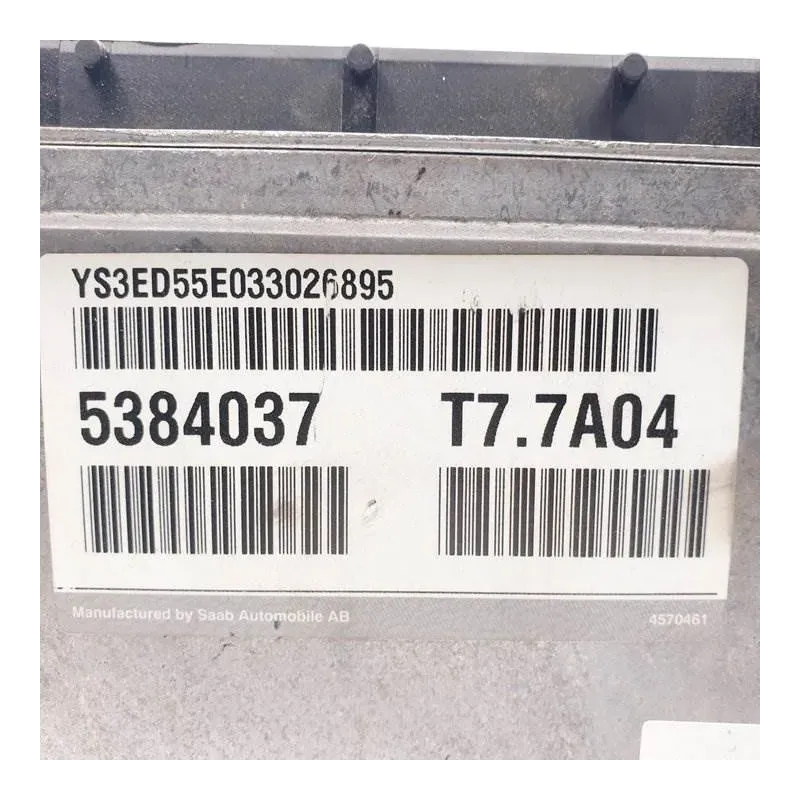 YS3ED55E033026895
5384037 T7.7A04
Manufactured by Saab Automobile AB 4570461